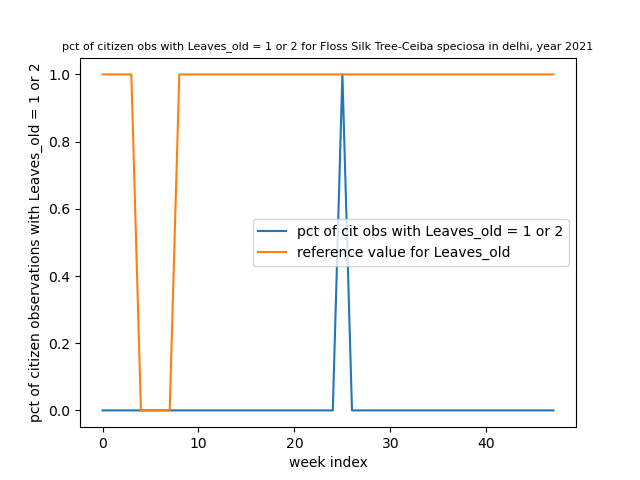 pct of citizen obs with Leaves_old = 1 or 2 for Floss Silk Tree-Ceiba speciosa in delhi, year 2021
pct of citizen observations with Leaves_old = 1 or 2
1.0
0.8
0.6
0.4
0.2
0.0
pct of cit obs with Leaves_old = 1 or 2
reference value for Leaves_old
0 10 20 30 40
week index